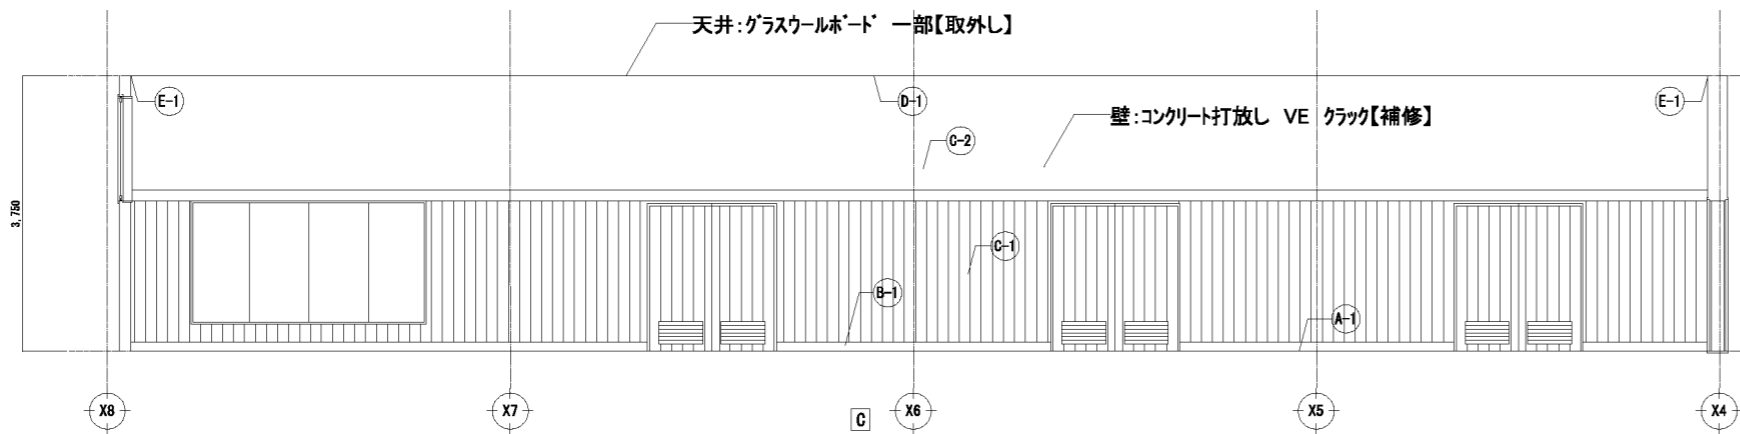 天井:グラスウールボード 一部【取外し】
E-1
D-1
E-1
壁:コンクリート打放し VE クラック【補修】
C-2
3,750
C-1
B-1
A-1
X8
X7
C
X6
X5
X4